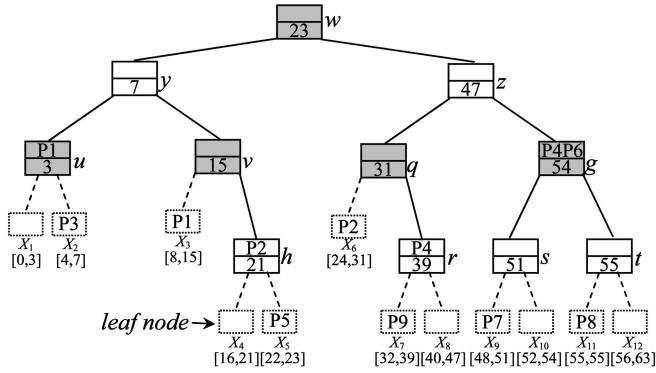 w
23
y
7
z
47
P1
3
u
15
v
31
q
P4P6
54
g
P3
X1
X2
[0,3]
[4,7]
P1
X3
[8,15]
P2
21
h
P2
X6
[24,31]
P4
39
r
51
s
55
t
leaf node
P5
X4
X5
[16,21][22,23]
P9
X7
X8
[32,39]
[40,47]
P7
X9
X10
[48,51]
[52,54]
P8
X11
X12
[55,55]
[56,63]